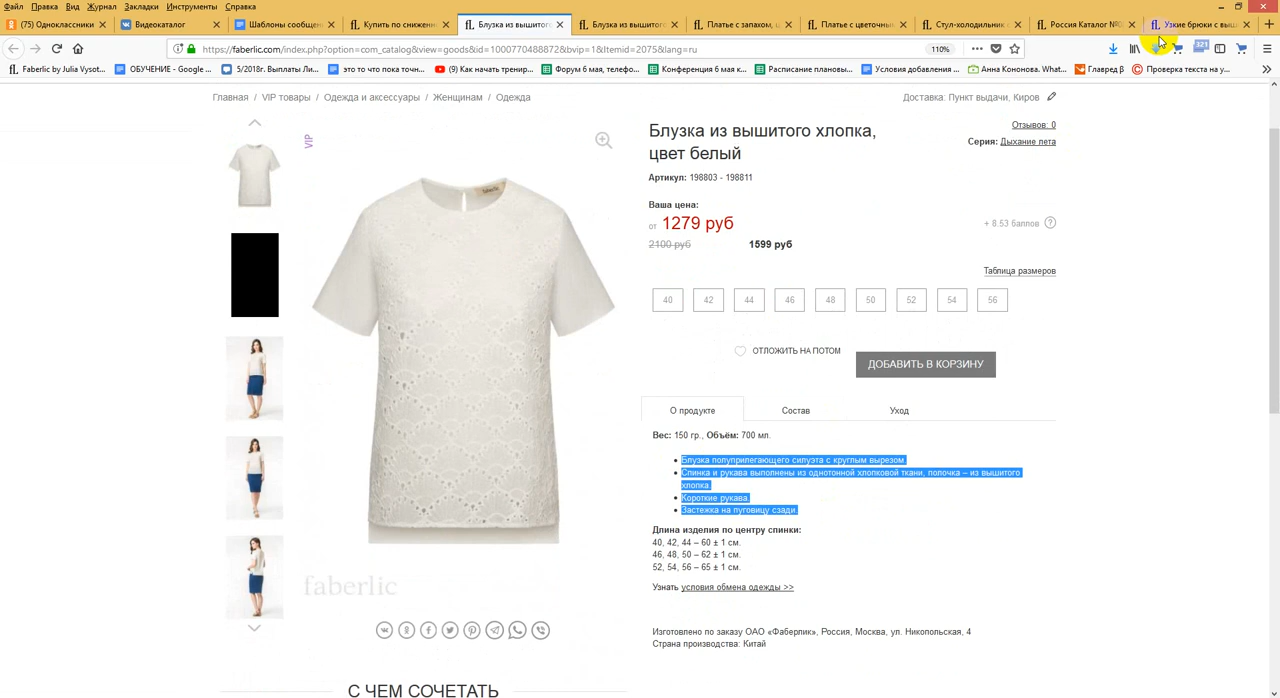 Файл Правка Вид Журнал Закладки Инструменты Справка
(75) Одноклассники
Видеокаталог
Шаблоны сообщен
Купить по снижени
Блузка из вышитого
Блузка из вышитого
Платье с запахом, ц
Платье с цветочны
Стул-холодильник
Россия Каталог №
Узкие брюки с выш
https://faberlic.com/index.php?option=com_catalog&view=goods&id=1000770488872&bvip=1&Itemid=2075&lang=ru
110%
321
Faberlic by Julia Vysot...
ОБУЧЕНИЕ - Google ...
5/2018г. Выплаты Ли...
это то что пока точн...
(9) Как начать тренир...
Форум 6 мая, телефо...
Конференция 6 мая к...
Расписание плановы...
Условия добавления ...
Анна Кононова. What...
Главред β
Проверка текста на у...
Главная / VIP товары / Одежда и аксессуары / Женщинам / Одежда
Доставка: Пункт выдачи, Киров
VIP
Блузка из вышитого хлопка,
цвет белый
Отзывов: 0
Серия: Дыхание лета
Артикул: 198803 - 198811
Ваша цена:
от 1279 руб
+ 8.53 баллов ?
2100 руб 1599 руб
Таблица размеров
40 42 44 46 48 50 52 54 56
ОТЛОЖИТЬ НА ПОТОМ
ДОБАВИТЬ В КОРЗИНУ
О продукте Состав Уход
Вес: 150 гр., Объём: 700 мл.
Блузка полуприлегающего силуэта с круглым вырезом.
Спинка и рукава выполнены из однотонной хлопковой ткани, полочка – из вышитого
хлопка.
Короткие рукава.
Застежка на пуговицу сзади.
Длина изделия по центру спинки:
40, 42, 44 – 60 ± 1 см.
46, 48, 50 – 62 ± 1 см.
52, 54, 56 – 65 ± 1 см.
Узнать условия обмена одежды >>
faberlic
Изготовлено по заказу ОАО «Фаберлик», Россия, Москва, ул. Никопольская, 4
Страна производства: Китай
С ЧЕМ СОЧЕТАТЬ